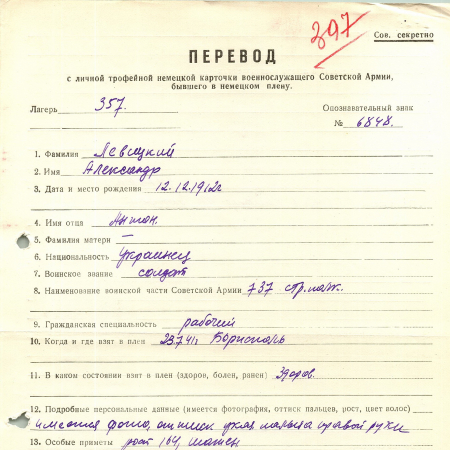 397
Сов. секретно
ПЕРЕВОД
с личной трофейной немецкой карточки военнослужащего Советской Армии,
бывшего в немецком плену.
Лагерь 357. Опознавательный знак
№ 6848.
1. Фамилия Левицкий
2. Имя Александр
3. Дата и место рождения 12.12.1912г
4. Имя отца Антон.
5. Фамилия матери —
6. Национальность украинец
7. Воинское звание солдат
8. Наименование воинской части Советской Армии 737 стр. полк.
9. Гражданская специальность рабочий
10. Когда и где взят в плен Борисполь
11. В каком состоянии взят в плен (здоров, болен, ранен) Здоров.
12. Подробные персональные данные (имеется фотография, оттиск пальцев, рост, цвет волос)
имеется фото, оттиск указ пальца правой руки
13. Особые приметы рост 164, шатен